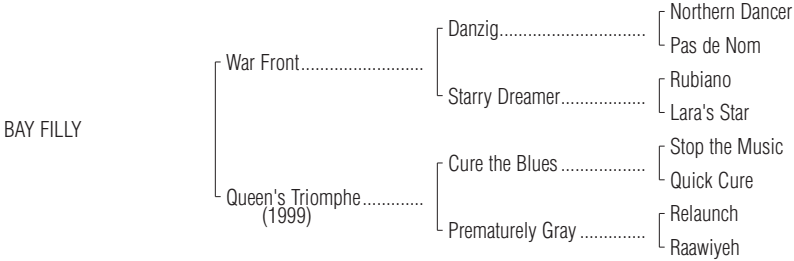 Northern Dancer
Danzig..............................
Pas de Nom
War Front.........................
Rubiano
Starry Dreamer..................
Lara's Star
BAY FILLY
Stop the Music
Cure the Blues..................
Quick Cure
Queen's Triomphe.............
(1999)
Relaunch
Prematurely Gray..............
Raawiyeh